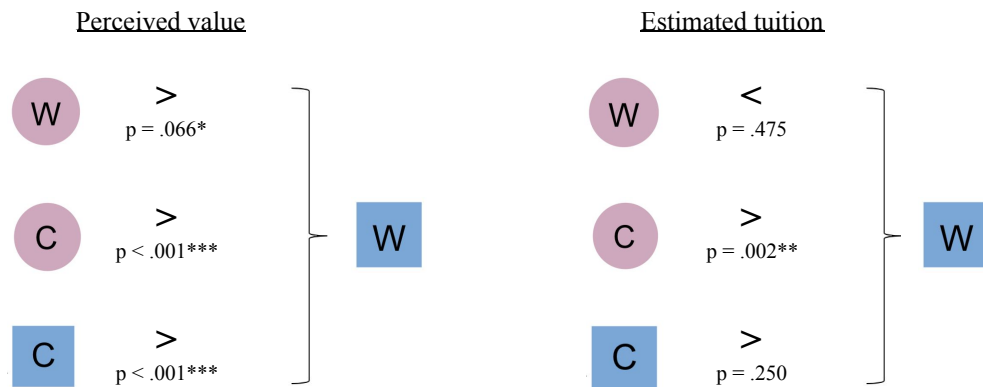 Perceived value
Estimated tuition
W > W < 
p = .066* p = .475
C > W C > W
p < .001*** p = .002**
C > C >
p < .001*** p = .250